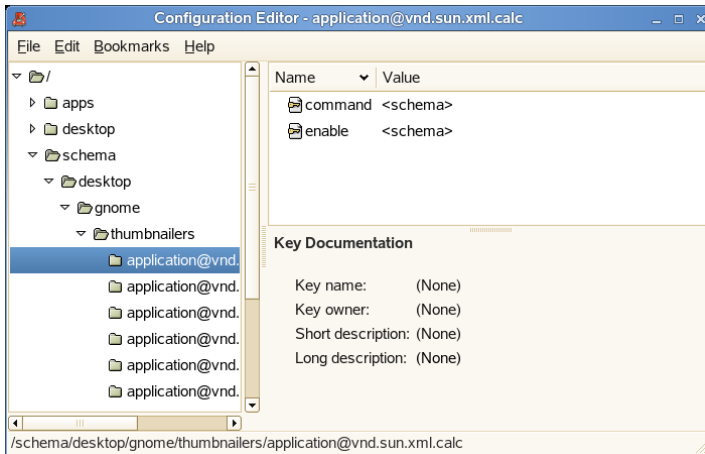 Configuration Editor - application@vnd.sun.xml.calc
File Edit Bookmarks Help
/
apps
desktop
schema
desktop
gnome
thumbnailers
application@vnd.
application@vnd.
application@vnd.
application@vnd.
application@vnd.
application@vnd.
Name Value
command <schema>
enable <schema>
Key Documentation
Key name: (None)
Key owner: (None)
Short description: (None)
Long description: (None)
/schema/desktop/gnome/thumbnailers/application@vnd.sun.xml.calc